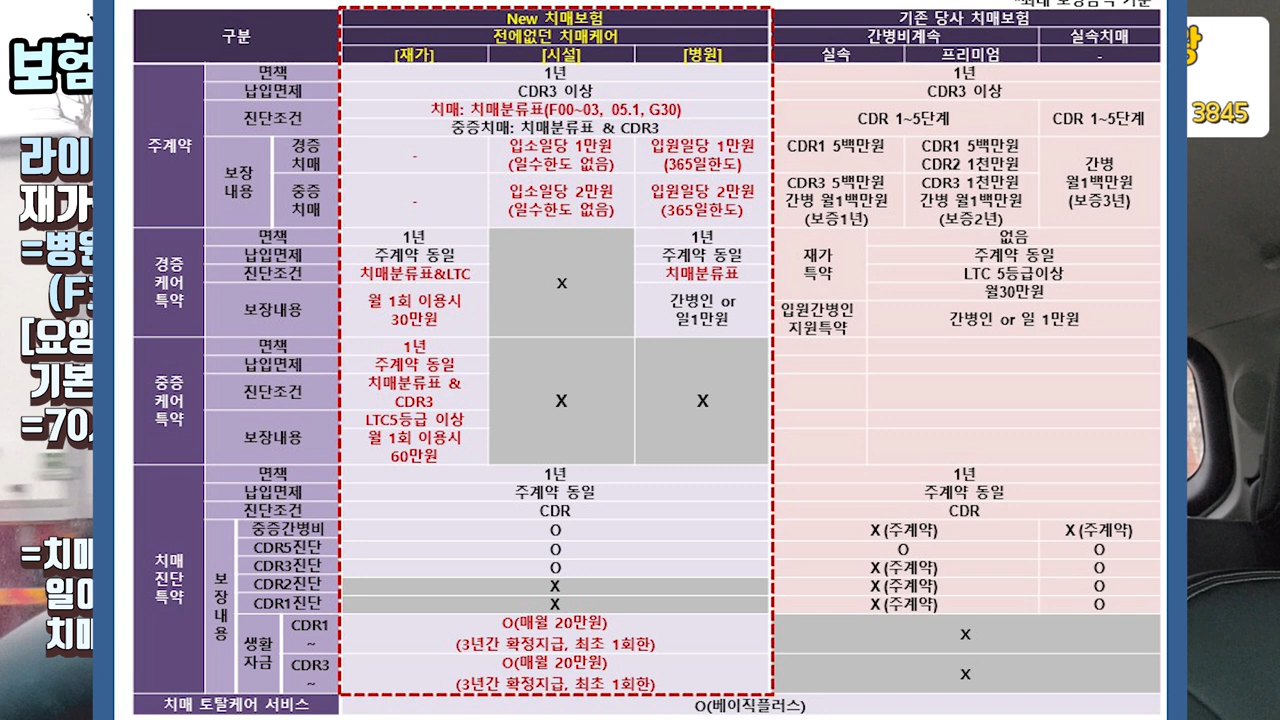 *최대 보장금액 기준
구분
New 치매보험
기존 당사 치매보험
전에없던 치매케어
간병비계속
실속치매
[재가]
[시설]
[병원]
실속
프리미엄
-
주계약
면책
1년
1년
납입면제
CDR3 이상
CDR3 이상
진단조건
치매: 치매분류표(F00~03, 05.1, G30)
중증치매: 치매분류표 & CDR3
CDR 1~5단계
CDR 1~5단계
보장
내용
경증
치매
-
입소일당 1만원
(일수한도 없음)
입원일당 1만원
(365일한도)
CDR1 5백만원
CDR1 5백만원
CDR2 1천만원
간병
월1백만원
(보증3년)
중증
치매
-
입소일당 2만원
(일수한도 없음)
입원일당 2만원
(365일한도)
CDR3 5백만원
간병 월1백만원
(보증1년)
CDR3 1천만원
간병 월1백만원
(보증2년)
경증
케어
특약
면책
1년
X
1년
재가
특약
없음
납입면제
주계약 동일
주계약 동일
주계약 동일
진단조건
치매분류표&LTC
치매분류표
LTC 5등급이상
월30만원
보장내용
월 1회 이용시
30만원
간병인 or
일1만원
입원간병인
지원특약
간병인 or 일 1만원
중증
케어
특약
면책
1년
X
X
납입면제
주계약 동일
진단조건
치매분류표 &
CDR3
보장내용
LTC5등급 이상
월 1회 이용시
60만원
치매
진단
특약
면책
1년
1년
납입면제
주계약 동일
주계약 동일
진단조건
CDR
CDR
보
장
내
용
중증간병비
O
X (주계약)
X (주계약)
CDR5진단
O
O
O
CDR3진단
O
X (주계약)
O
CDR2진단
X
X (주계약)
O
CDR1진단
X
X (주계약)
O
생활
자금
CDR1
~
O(매월 20만원)
(3년간 확정지급, 최초 1회한)
X
CDR3
~
O(매월 20만원)
(3년간 확정지급, 최초 1회한)
X
치매 토탈케어 서비스
O(베이직플러스)
보험
라이
재가
=병원
[요양
기본
=70
=치매
치매
3845